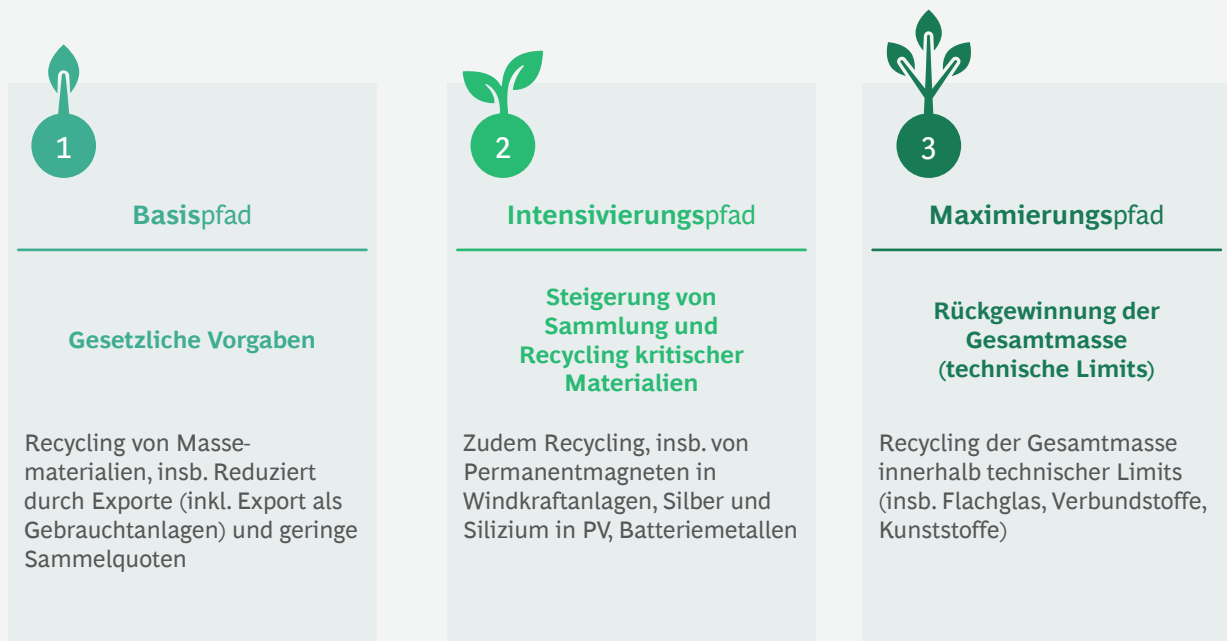 1
Basispfad
Gesetzliche Vorgaben
Recycling von Masse-
materialien, insb. Reduziert
durch Exporte (inkl. Export als
Gebrauchtanlagen) und geringe
Sammelquoten
2
Intensivierungspfad
Steigerung von
Sammlung und
Recycling kritischer
Materialien
Zudem Recycling, insb. von
Permanentmagneten in
Windkraftanlagen, Silber und
Silizium in PV, Batteriemetallen
3
Maximierungspfad
Rückgewinnung der
Gesamtmasse
(technische Limits)
Recycling der Gesamtmasse
innerhalb technischer Limits
(insb. Flachglas, Verbundstoffe,
Kunststoffe)